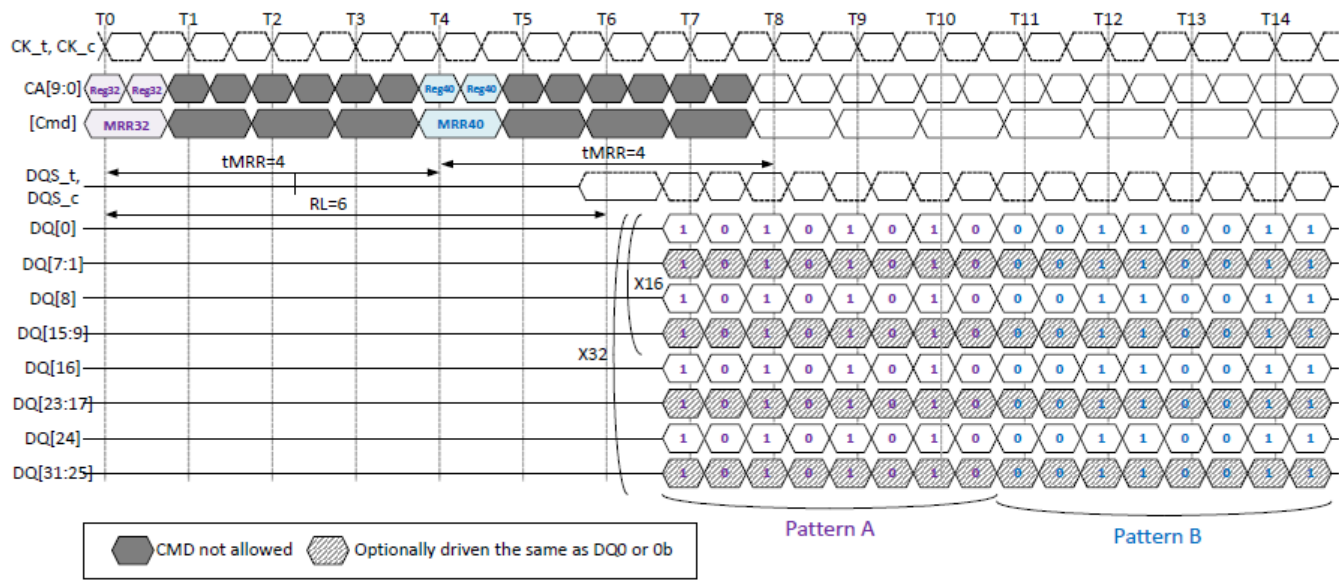 T0 T1 T2 T3 T4 T5 T6 T7 T8 T9 T10 T11 T12 T13 T14
CK_t, CK_c
CA[9:0] Reg32 Reg32 Reg40 Reg40
[Cmd] MRR32 MRR40
tMRR=4 tMRR=4
DQS_t,
DQS_c
RL=6
DQ[0] 1 0 1 0 1 0 1 0 0 0 1 1 0 0 1 1
DQ[7:1] 1 0 1 0 1 0 1 0 0 0 1 1 0 0 1 1
X16
DQ[8] 1 0 1 0 1 0 1 0 0 0 1 1 0 0 1 1
DQ[15:9] 1 0 1 0 1 0 1 0 0 0 1 1 0 0 1 1
X32
DQ[16] 1 0 1 0 1 0 1 0 0 0 1 1 0 0 1 1
DQ[23:17] 1 0 1 0 1 0 1 0 0 0 1 1 0 0 1 1
DQ[24] 1 0 1 0 1 0 1 0 0 0 1 1 0 0 1 1
DQ[31:25] 1 0 1 0 1 0 1 0 0 0 1 1 0 0 1 1
Pattern A Pattern B
CMD not allowed Optionally driven the same as DQ0 or 0b